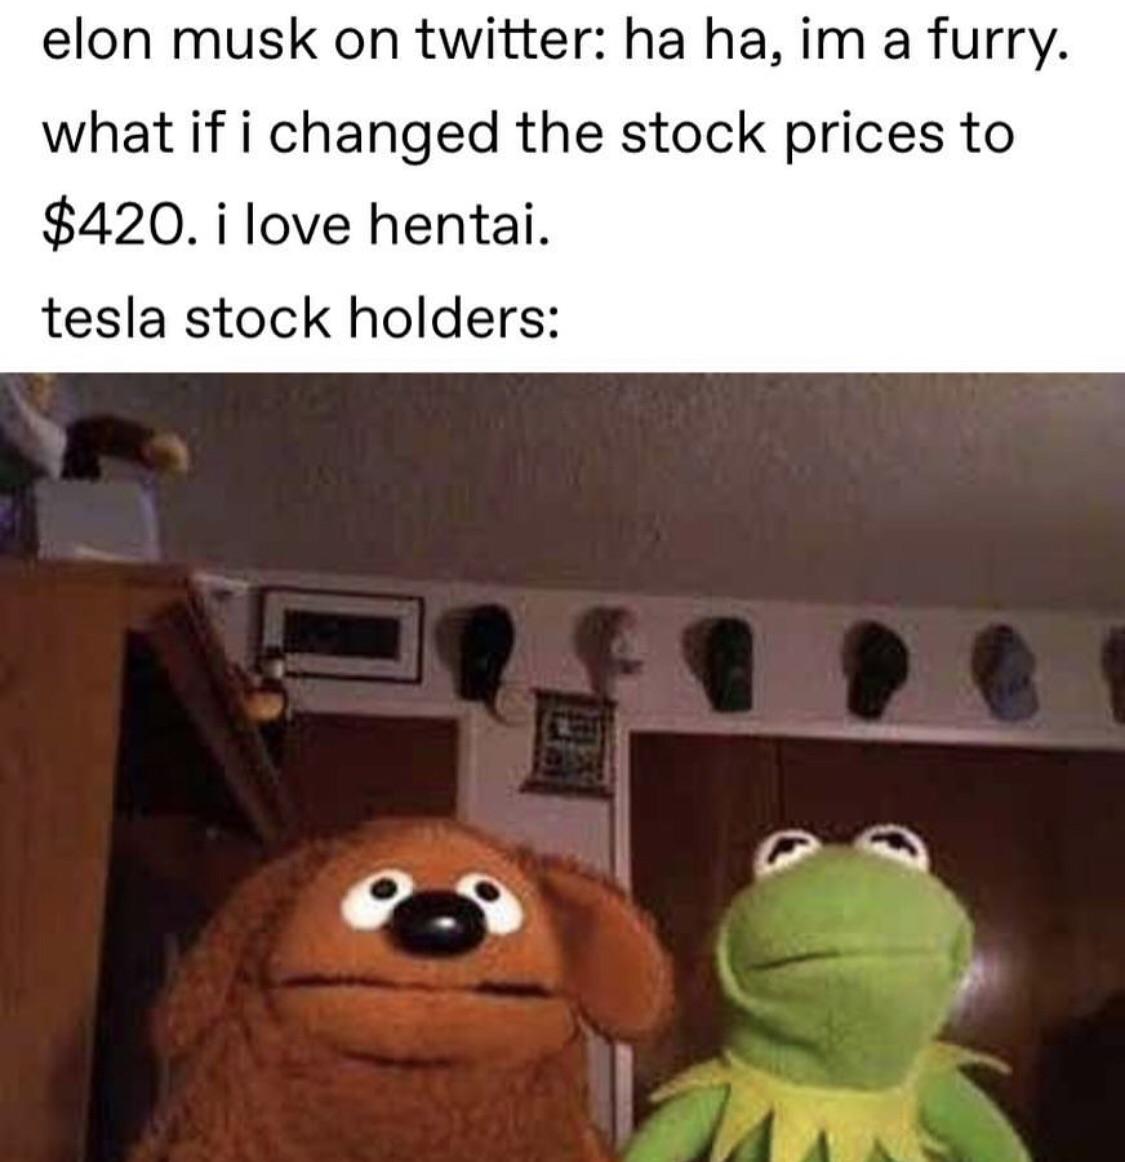 elon musk on twitter: ha ha, im a furry.
what if i changed the stock prices to
$420. i love hentai.
tesla stock holders: